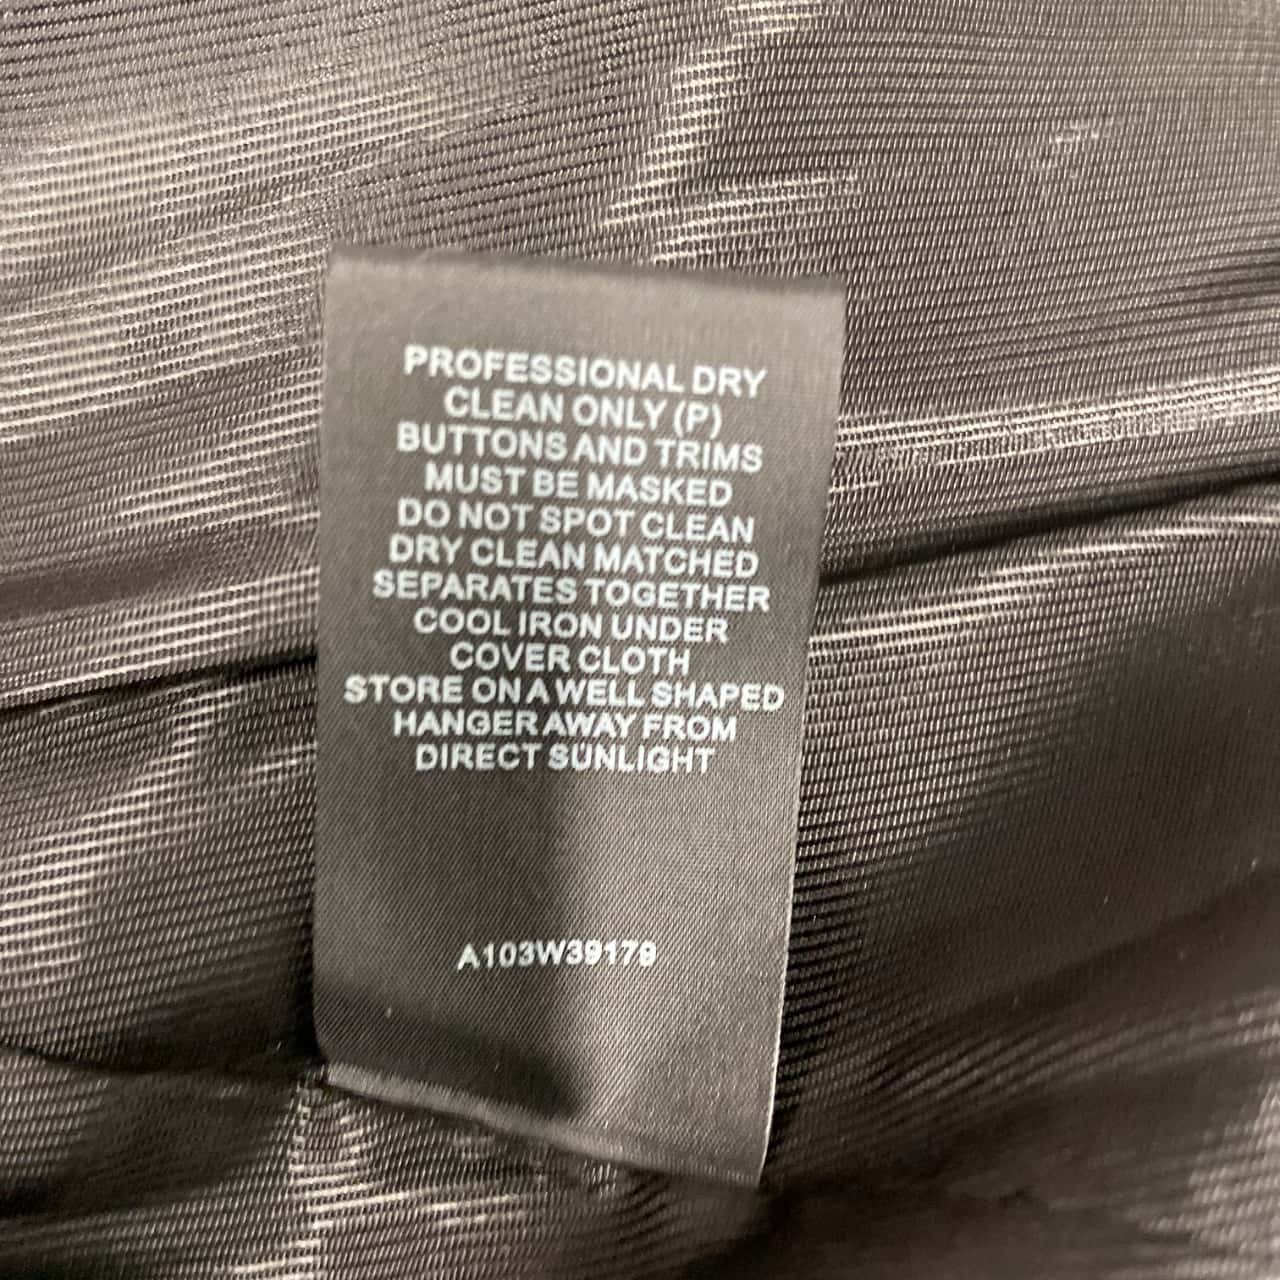 PROFESSIONAL DRY
CLEAN ONLY (P)
BUTTONS AND TRIMS
MUST BE MASKED
DO NOT SPOT CLEAN
DRY CLEAN MATCHED
SEPARATES TOGETHER
COOL IRON UNDER
COVER CLOTH
STORE ON A WELL SHAPED
HANGER AWAY FROM
DIRECT SUNLIGHT
A103W39179